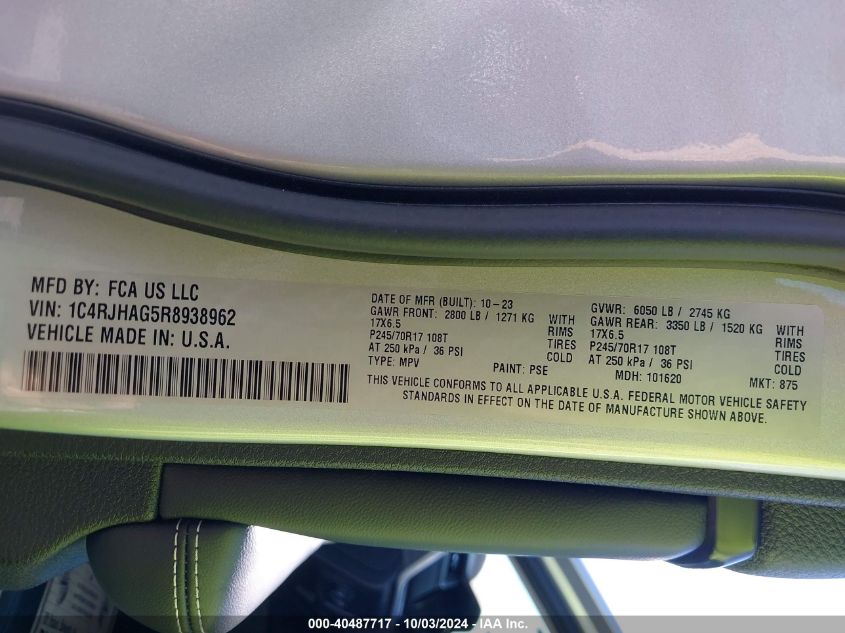 MFD BY: FCA US LLC
VIN: 1C4RJHAG5R8938962
VEHICLE MADE IN: U.S.A.
DATE OF MFR (BUILT): 10-23
GAWR FRONT: 2800 LB / 1271 KG WITH
17X6.5 RIMS
P245/70R17 108T TIRES
AT 250 kPa / 36 PSI COLD
TYPE: MPV PAINT: PSE
GVWR: 6050 LB / 2745 KG
GAWR REAR: 3350 LB / 1520 KG WITH
17X6.5 RIMS
P245/70R17 108T TIRES
AT 250 kPa / 36 PSI COLD
MDH: 101620 MKT: 875
THIS VEHICLE CONFORMS TO ALL APPLICABLE U.S.A. FEDERAL MOTOR VEHICLE SAFETY
STANDARDS IN EFFECT ON THE DATE OF MANUFACTURE SHOWN ABOVE.
000-40487717 - 10/03/2024 - IAA Inc.